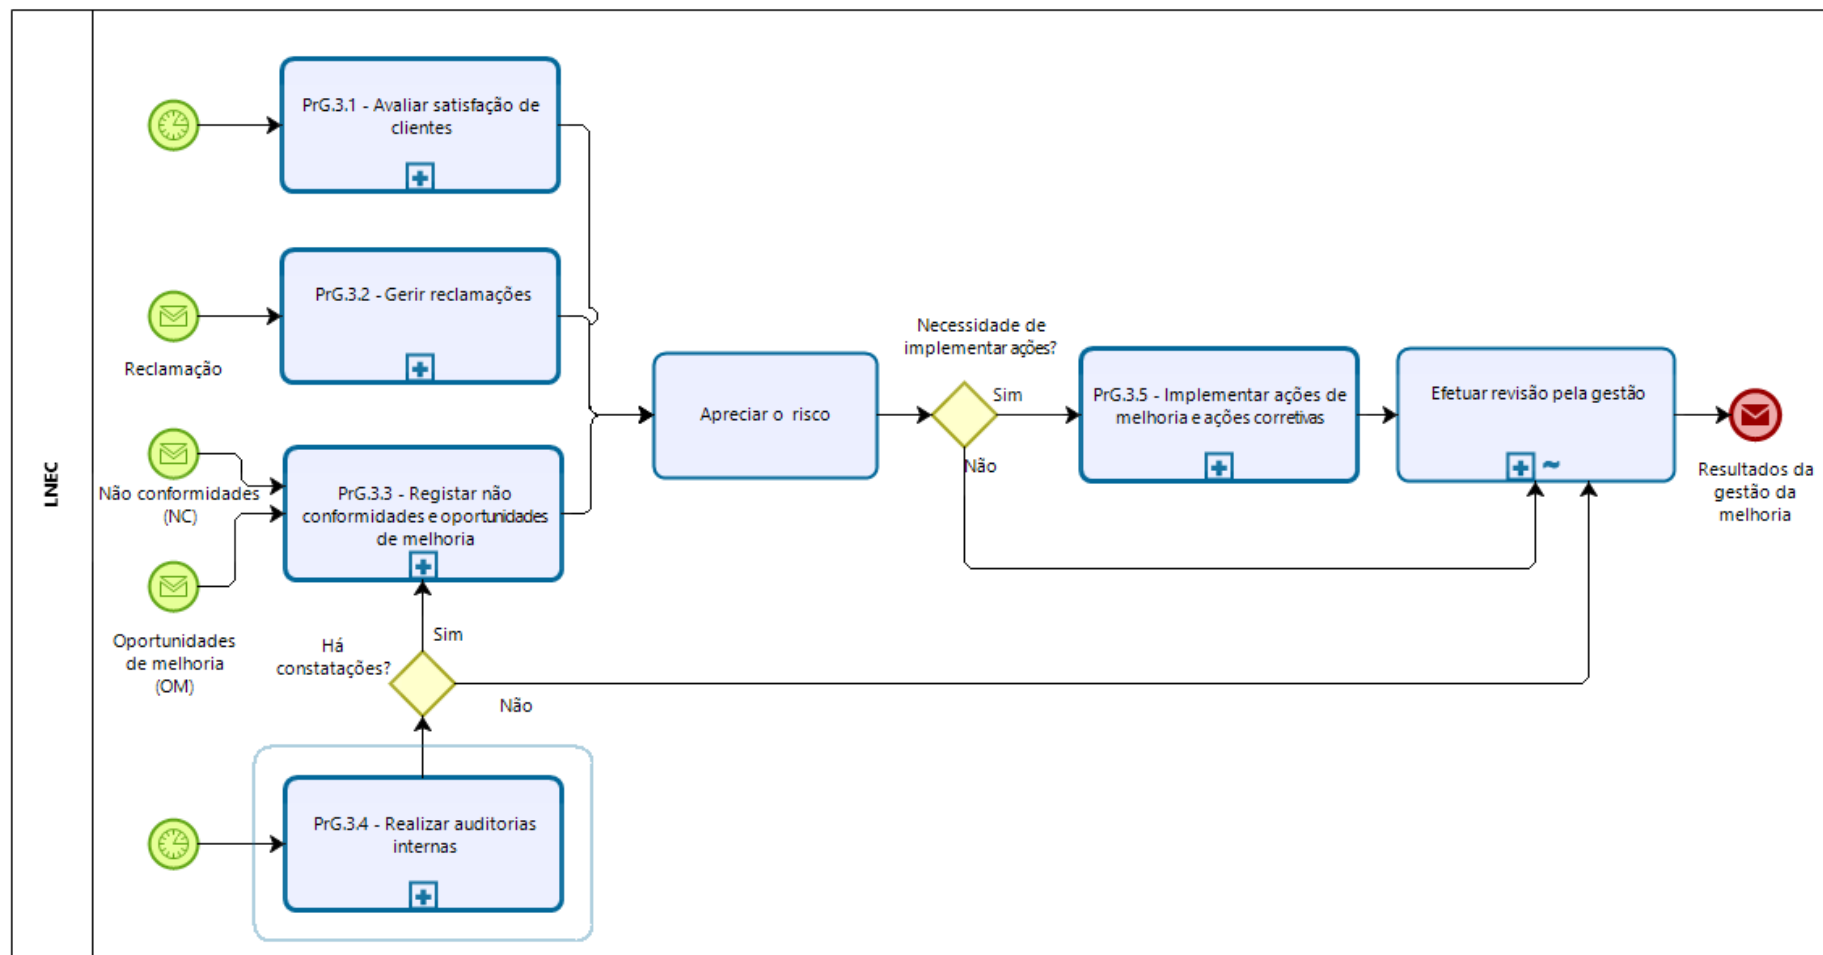 LNEC
PrG.3.1 - Avaliar satisfação de
clientes
PrG.3.2 - Gerir reclamações
Reclamação
Não conformidades
(NC)
PrG.3.3 - Registar não
conformidades e oportunidades
de melhoria
Oportunidades
de melhoria
(OM)
Há
constatações?
Sim
Não
PrG.3.4 - Realizar auditorias
internas
Apreciar o  risco
Necessidade de
implementar ações?
Sim
Não
PrG.3.5 - Implementar ações de
melhoria e ações corretivas
Efetuar revisão pela gestão
Resultados da
gestão da
melhoria